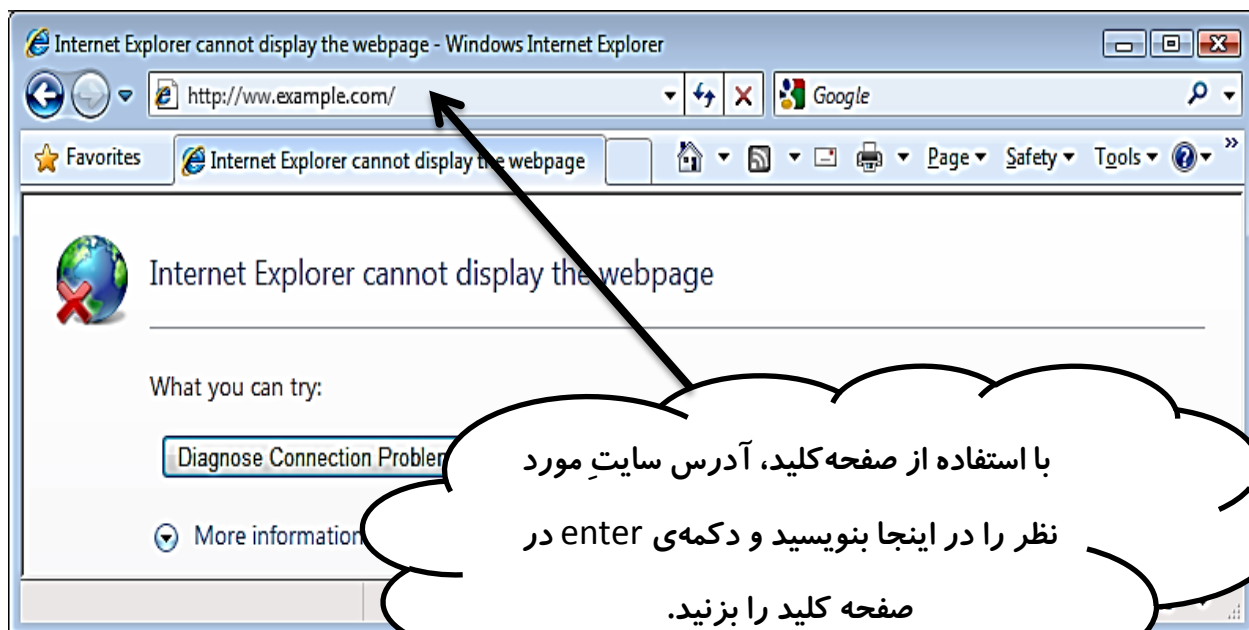 Internet Explorer cannot display the webpage - Windows Internet Explorer
http://ww.example.com/
Google
Favorites
Internet Explorer cannot display the webpage
Page
Safety
Tools
Internet Explorer cannot display the webpage
What you can try:
Diagnose Connection
More information
با استفاده از صفحه‌کلید، آدرس سایتِ مورد
نظر را در اینجا بنویسید و دکمه‌ی enter در
صفحه کلید را بزنید.